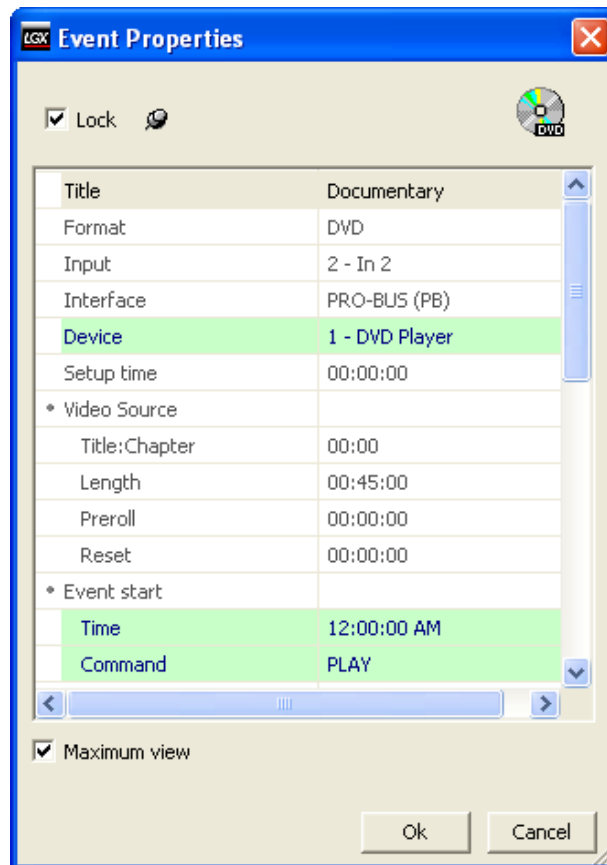 LGX Event Properties
Lock
DVD
Title Documentary
Format DVD
Input 2 - In 2
Interface PRO-BUS (PB)
Device 1 - DVD Player
Setup time 00:00:00
• Video Source
Title:Chapter 00:00
Length 00:45:00
Preroll 00:00:00
Reset 00:00:00
• Event start
Time 12:00:00 AM
Command PLAY
Maximum view
Ok Cancel